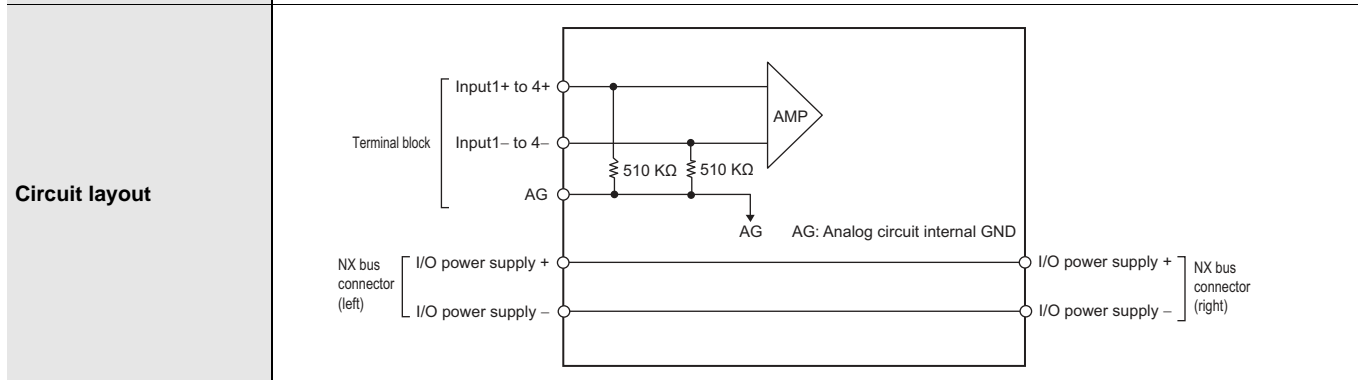 Circuit layout
Terminal block
Input1+ to 4+
Input1– to 4–
AG
AMP
510 KΩ 510 KΩ
AG AG: Analog circuit internal GND
NX bus
connector
(left)
I/O power supply +
I/O power supply –
I/O power supply +
I/O power supply –
NX bus
connector
(right)